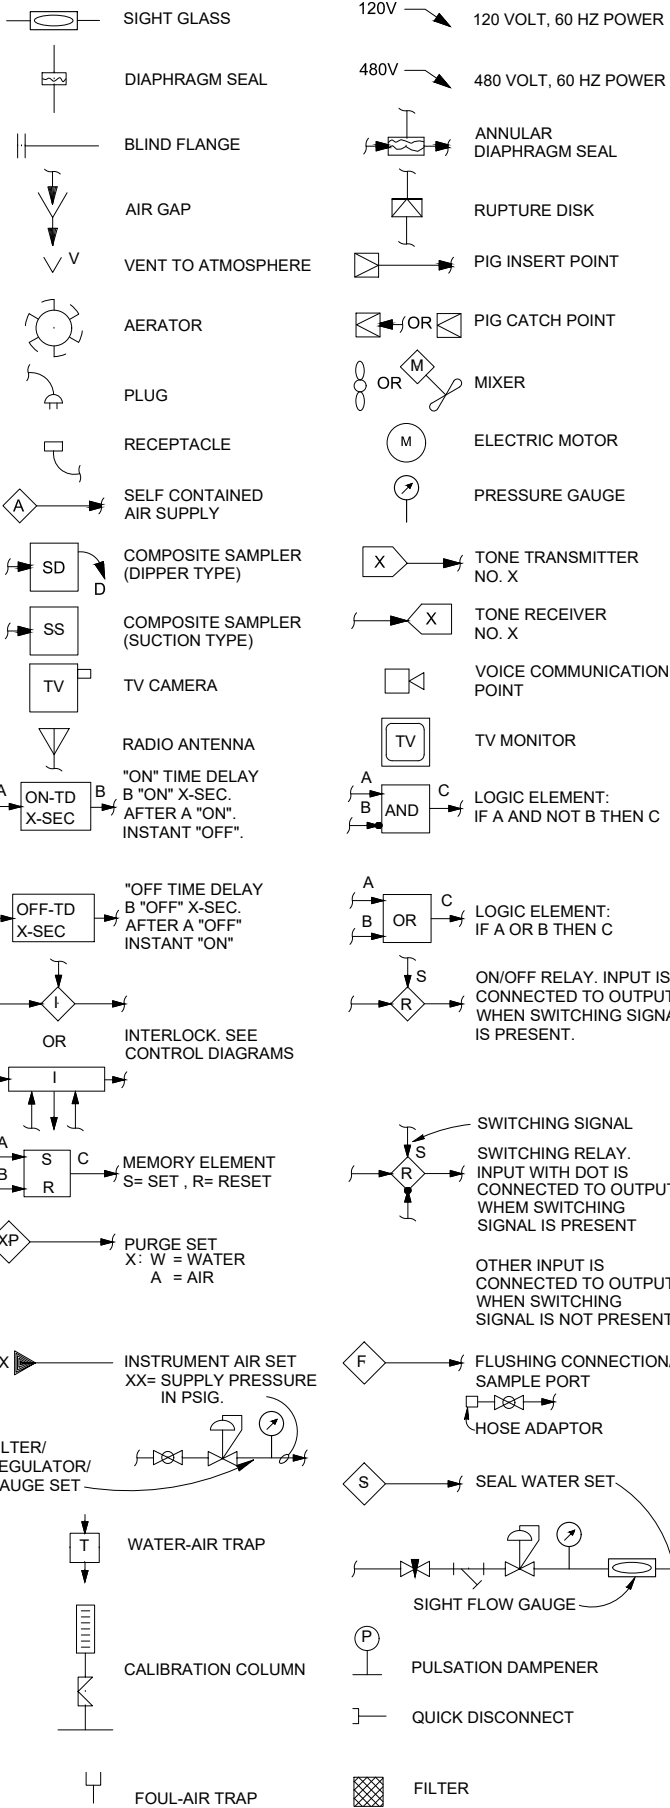 SIGHT GLASS
DIAPHRAGM SEAL
BLIND FLANGE
AIR GAP
V
VENT TO ATMOSPHERE
AERATOR
PLUG
RECEPTACLE
A
SELF CONTAINED
AIR SUPPLY
SD
D
COMPOSITE SAMPLER
(DIPPER TYPE)
SS
COMPOSITE SAMPLER
(SUCTION TYPE)
TV
TV CAMERA
RADIO ANTENNA
A
ON-TD
X-SEC
B
"ON" TIME DELAY
B "ON" X-SEC.
AFTER A "ON".
INSTANT "OFF".
OFF-TD
X-SEC
"OFF TIME DELAY
B "OFF" X-SEC.
AFTER A "OFF"
INSTANT "ON"
I
OR
I
INTERLOCK. SEE
CONTROL DIAGRAMS
A
B
S
R
C
MEMORY ELEMENT
S= SET , R= RESET
XP
PURGE SET
X: W = WATER
A = AIR
X
INSTRUMENT AIR SET
XX= SUPPLY PRESSURE
IN PSIG.
LTER/
EGULATOR/
AUGE SET
T
WATER-AIR TRAP
CALIBRATION COLUMN
FOUL-AIR TRAP
120V
120 VOLT, 60 HZ POWER
480V
480 VOLT, 60 HZ POWER
ANNULAR
DIAPHRAGM SEAL
RUPTURE DISK
PIG INSERT POINT
OR
PIG CATCH POINT
OR
M
MIXER
M
ELECTRIC MOTOR
PRESSURE GAUGE
X
TONE TRANSMITTER
NO. X
X
TONE RECEIVER
NO. X
VOICE COMMUNICATION
POINT
TV
TV MONITOR
A
B
AND
C
LOGIC ELEMENT:
IF A AND NOT B THEN C
A
B
OR
C
LOGIC ELEMENT:
IF A OR B THEN C
S
R
ON/OFF RELAY. INPUT IS
CONNECTED TO OUTPUT
WHEN SWITCHING SIGNA
IS PRESENT.
SWITCHING SIGNAL
S
R
SWITCHING RELAY.
INPUT WITH DOT IS
CONNECTED TO OUTPUT
WHEM SWITCHING
SIGNAL IS PRESENT
OTHER INPUT IS
CONNECTED TO OUTPUT
WHEN SWITCHING
SIGNAL IS NOT PRESENT
F
FLUSHING CONNECTION/
SAMPLE PORT
HOSE ADAPTOR
S
SEAL WATER SET
SIGHT FLOW GAUGE
P
PULSATION DAMPENER
QUICK DISCONNECT
FILTER